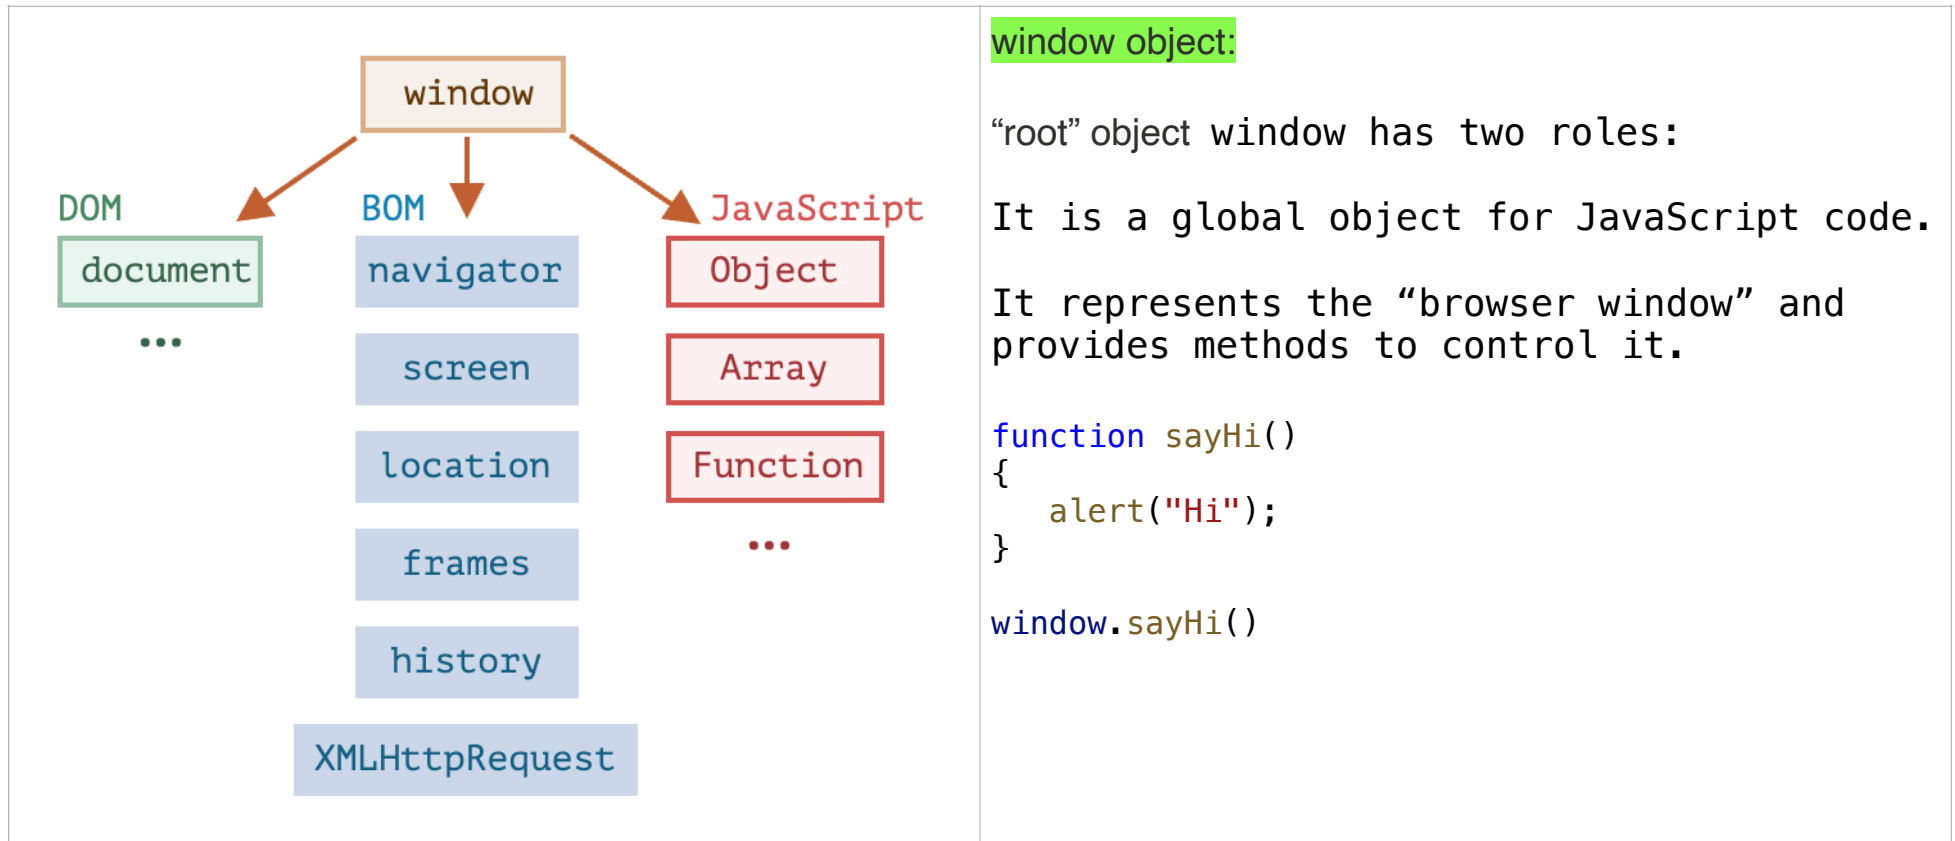 window
DOM
BOM
JavaScript
document
navigator
Object
...
screen
Array
location
Function
frames
...
history
XMLHttpRequest
window object:
“root” object window has two roles:
It is a global object for JavaScript code.
It represents the “browser window” and
provides methods to control it.
function sayHi()
{
   alert("Hi");
}
window.sayHi()